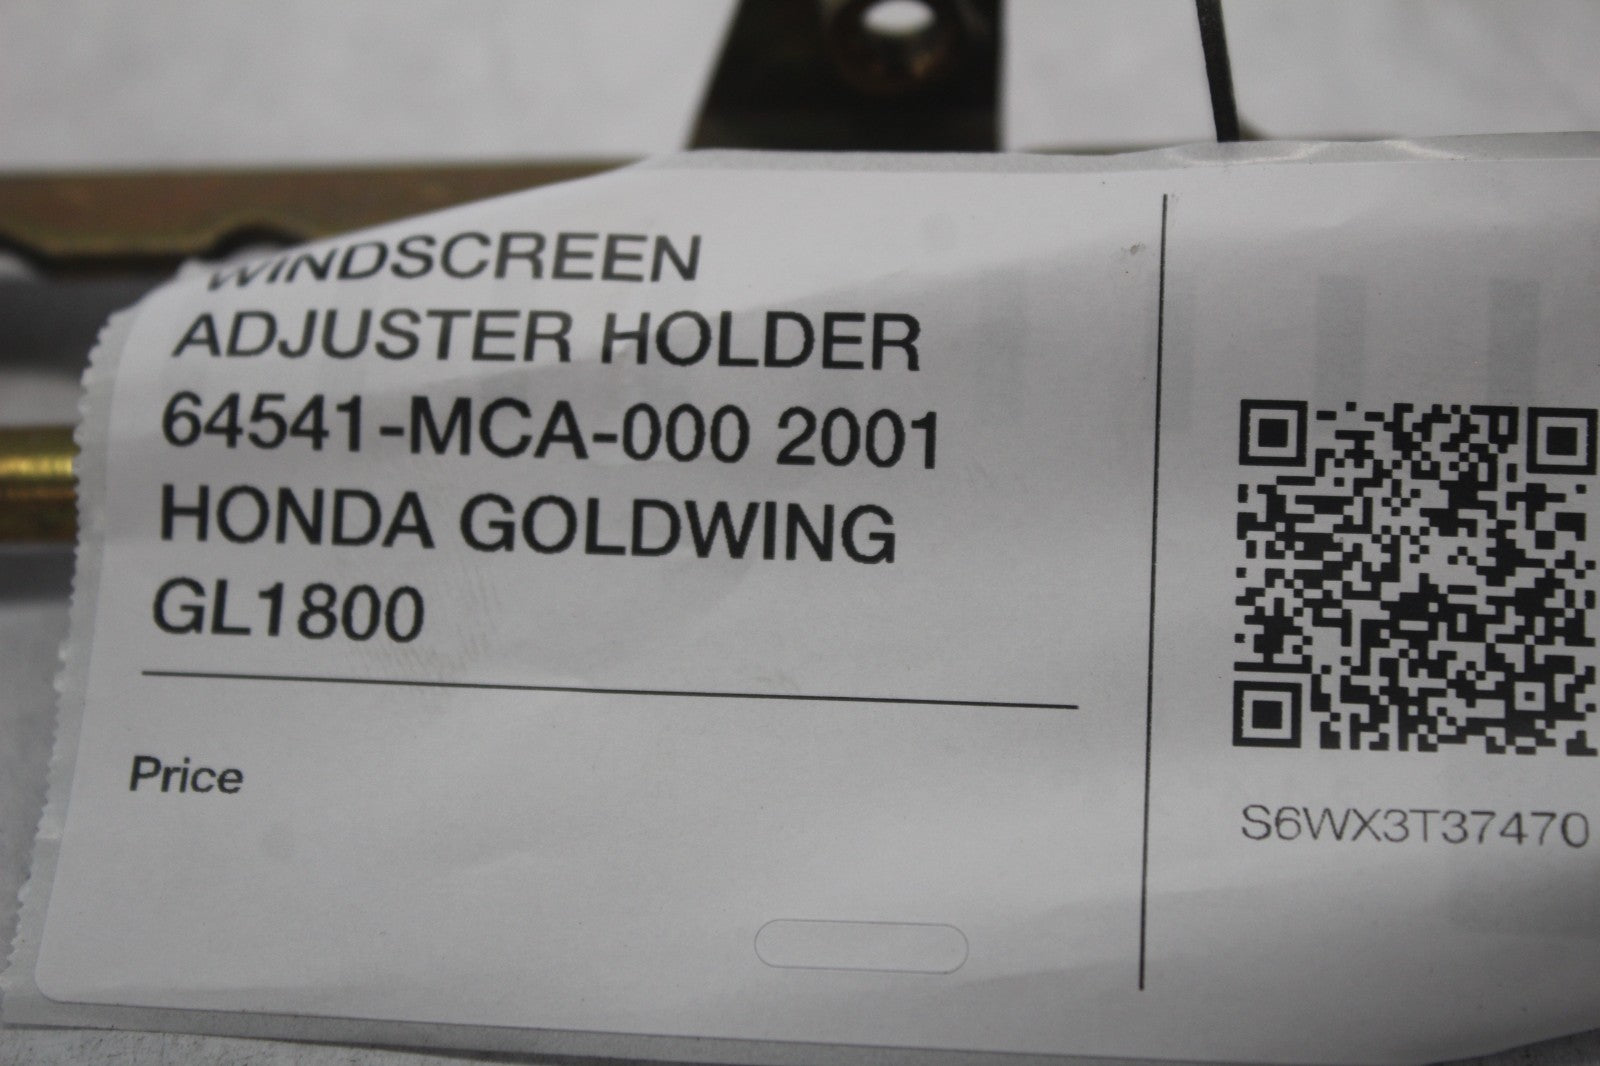 WINDSCREEN
ADJUSTER HOLDER
64541-MCA-000 2001
HONDA GOLDWING
GL1800
Price
S6WX3T37470